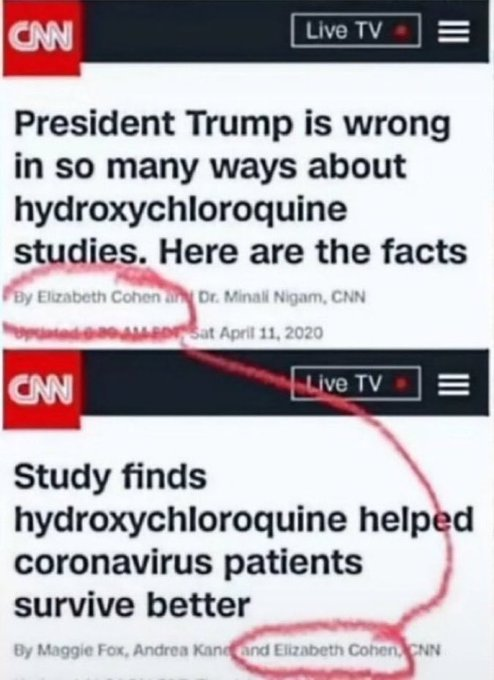 CNN
Live TV
President Trump is wrong
in so many ways about
hydroxychloroquine
studies. Here are the facts
By Elizabeth Cohen and Dr. Minali Nigam, CNN
Sat April 11, 2020
CNN
Live TV
Study finds
hydroxychloroquine helped
coronavirus patients
survive better
By Maggie Fox, Andrea Kane and Elizabeth Cohen, CNN